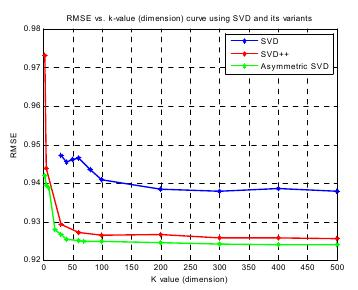 RMSE vs. k-value (dimension) curve using SVD and its variants
SVD
SVD++
Asymmetric SVD
RMSE
0.98
0.97
0.96
0.95
0.94
0.93
0.92
0 50 100 150 200 250 300 350 400 450 500
K value (dimension)